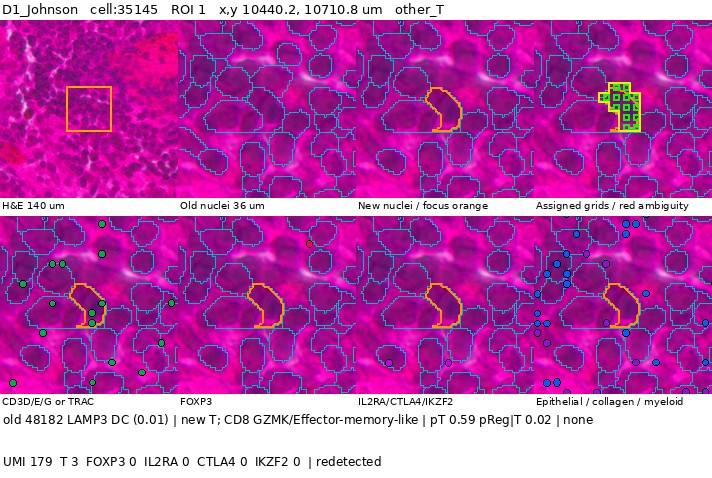 D1_Johnson cell:35145 ROI 1 x,y 10440.2, 10710.8 um other_T
H&E 140 um
Old nuclei 36 um
New nuclei / focus orange
Assigned grids / red ambiguity
CD3D/E/G or TRAC
FOXP3
IL2RA/CTLA4/IKZF2
Epithelial / collagen / myeloid
old 48182 LAMP3 DC (0.01) | new T; CD8 GZMK/Effector-memory-like | pT 0.59 pReg|T 0.02 | none
UMI 179 T 3 FOXP3 0 IL2RA 0 CTLA4 0 IKZF2 0 | redetected